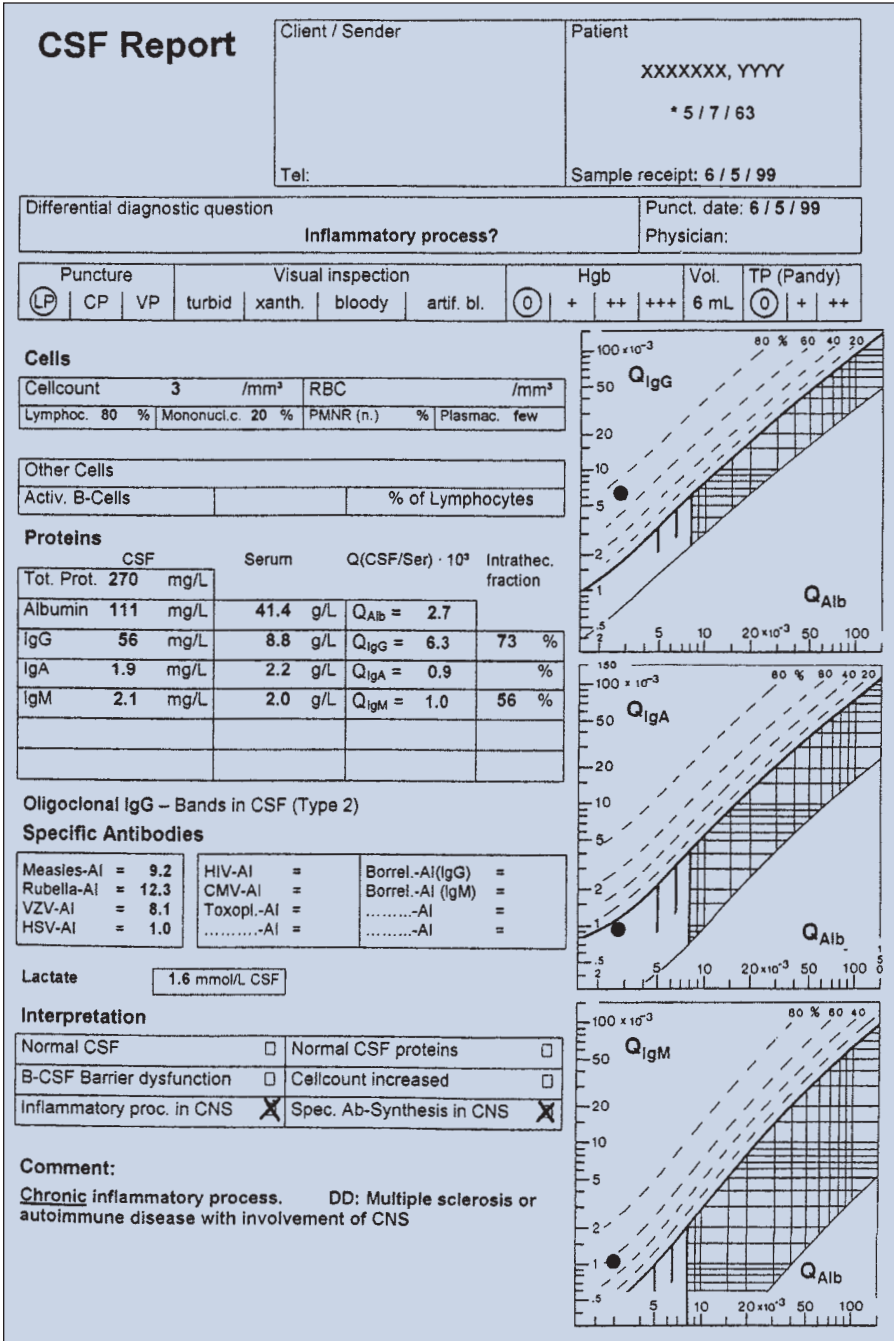 CSF Report
Client / Sender
Tel:
Patient
XXXXXXX, YYYY
* 5 / 7 / 63
Sample receipt: 6 / 5 / 99
Differential diagnostic question
Inflammatory process?
Punct. date: 6 / 5 / 99
Physician:
Puncture Visual inspection Hgb Vol. TP (Pandy)
LP CP VP turbid xanth. bloody artif. bl. 0 + ++ +++ 6 mL 0 + ++
Cells
Cellcount 3 /mm³ RBC /mm³
Lymphoc. 80 % Mononucl.c. 20 % PMNR (n.) % Plasmac. few
Other Cells
Activ. B-Cells % of Lymphocytes
Proteins
CSF Serum Q(CSF/Ser) · 10³ Intrathec. fraction
Tot. Prot. 270 mg/L
Albumin 111 mg/L 41.4 g/L QAlb = 2.7
IgG 56 mg/L 8.8 g/L QIgG = 6.3 73 %
IgA 1.9 mg/L 2.2 g/L QIgA = 0.9 %
IgM 2.1 mg/L 2.0 g/L QIgM = 1.0 56 %
Oligoclonal IgG – Bands in CSF (Type 2)
Specific Antibodies
Measles-AI = 9.2
Rubella-AI = 12.3
VZV-AI = 8.1
HSV-AI = 1.0
HIV-AI =
CMV-AI =
Toxopl.-AI =
.........-AI =
Borrel.-AI(IgG) =
Borrel.-AI (IgM) =
.........-AI =
.........-AI =
Lactate 1.6 mmol/L CSF
Interpretation
Normal CSF Normal CSF proteins
B-CSF Barrier dysfunction Cellcount increased
Inflammatory proc. in CNS X Spec. Ab-Synthesis in CNS X
Comment:
Chronic inflammatory process. DD: Multiple sclerosis or
autoimmune disease with involvement of CNS
100 x10⁻³ 80 % 60 40 20
QIgG
50
20
10
5
2
1
.5
QAlb
2 5 10 20x10⁻³ 50 100
150
100 x 10⁻³ 80 % 60 40 20
QIgA
50
20
10
5
2
1
.5
QAlb
2 5 10 20x10⁻³ 50 100
100 x 10⁻³ 80 % 60 40
QIgM
50
20
10
5
2
1
.5
QAlb
5 10 20x10⁻³ 50 100